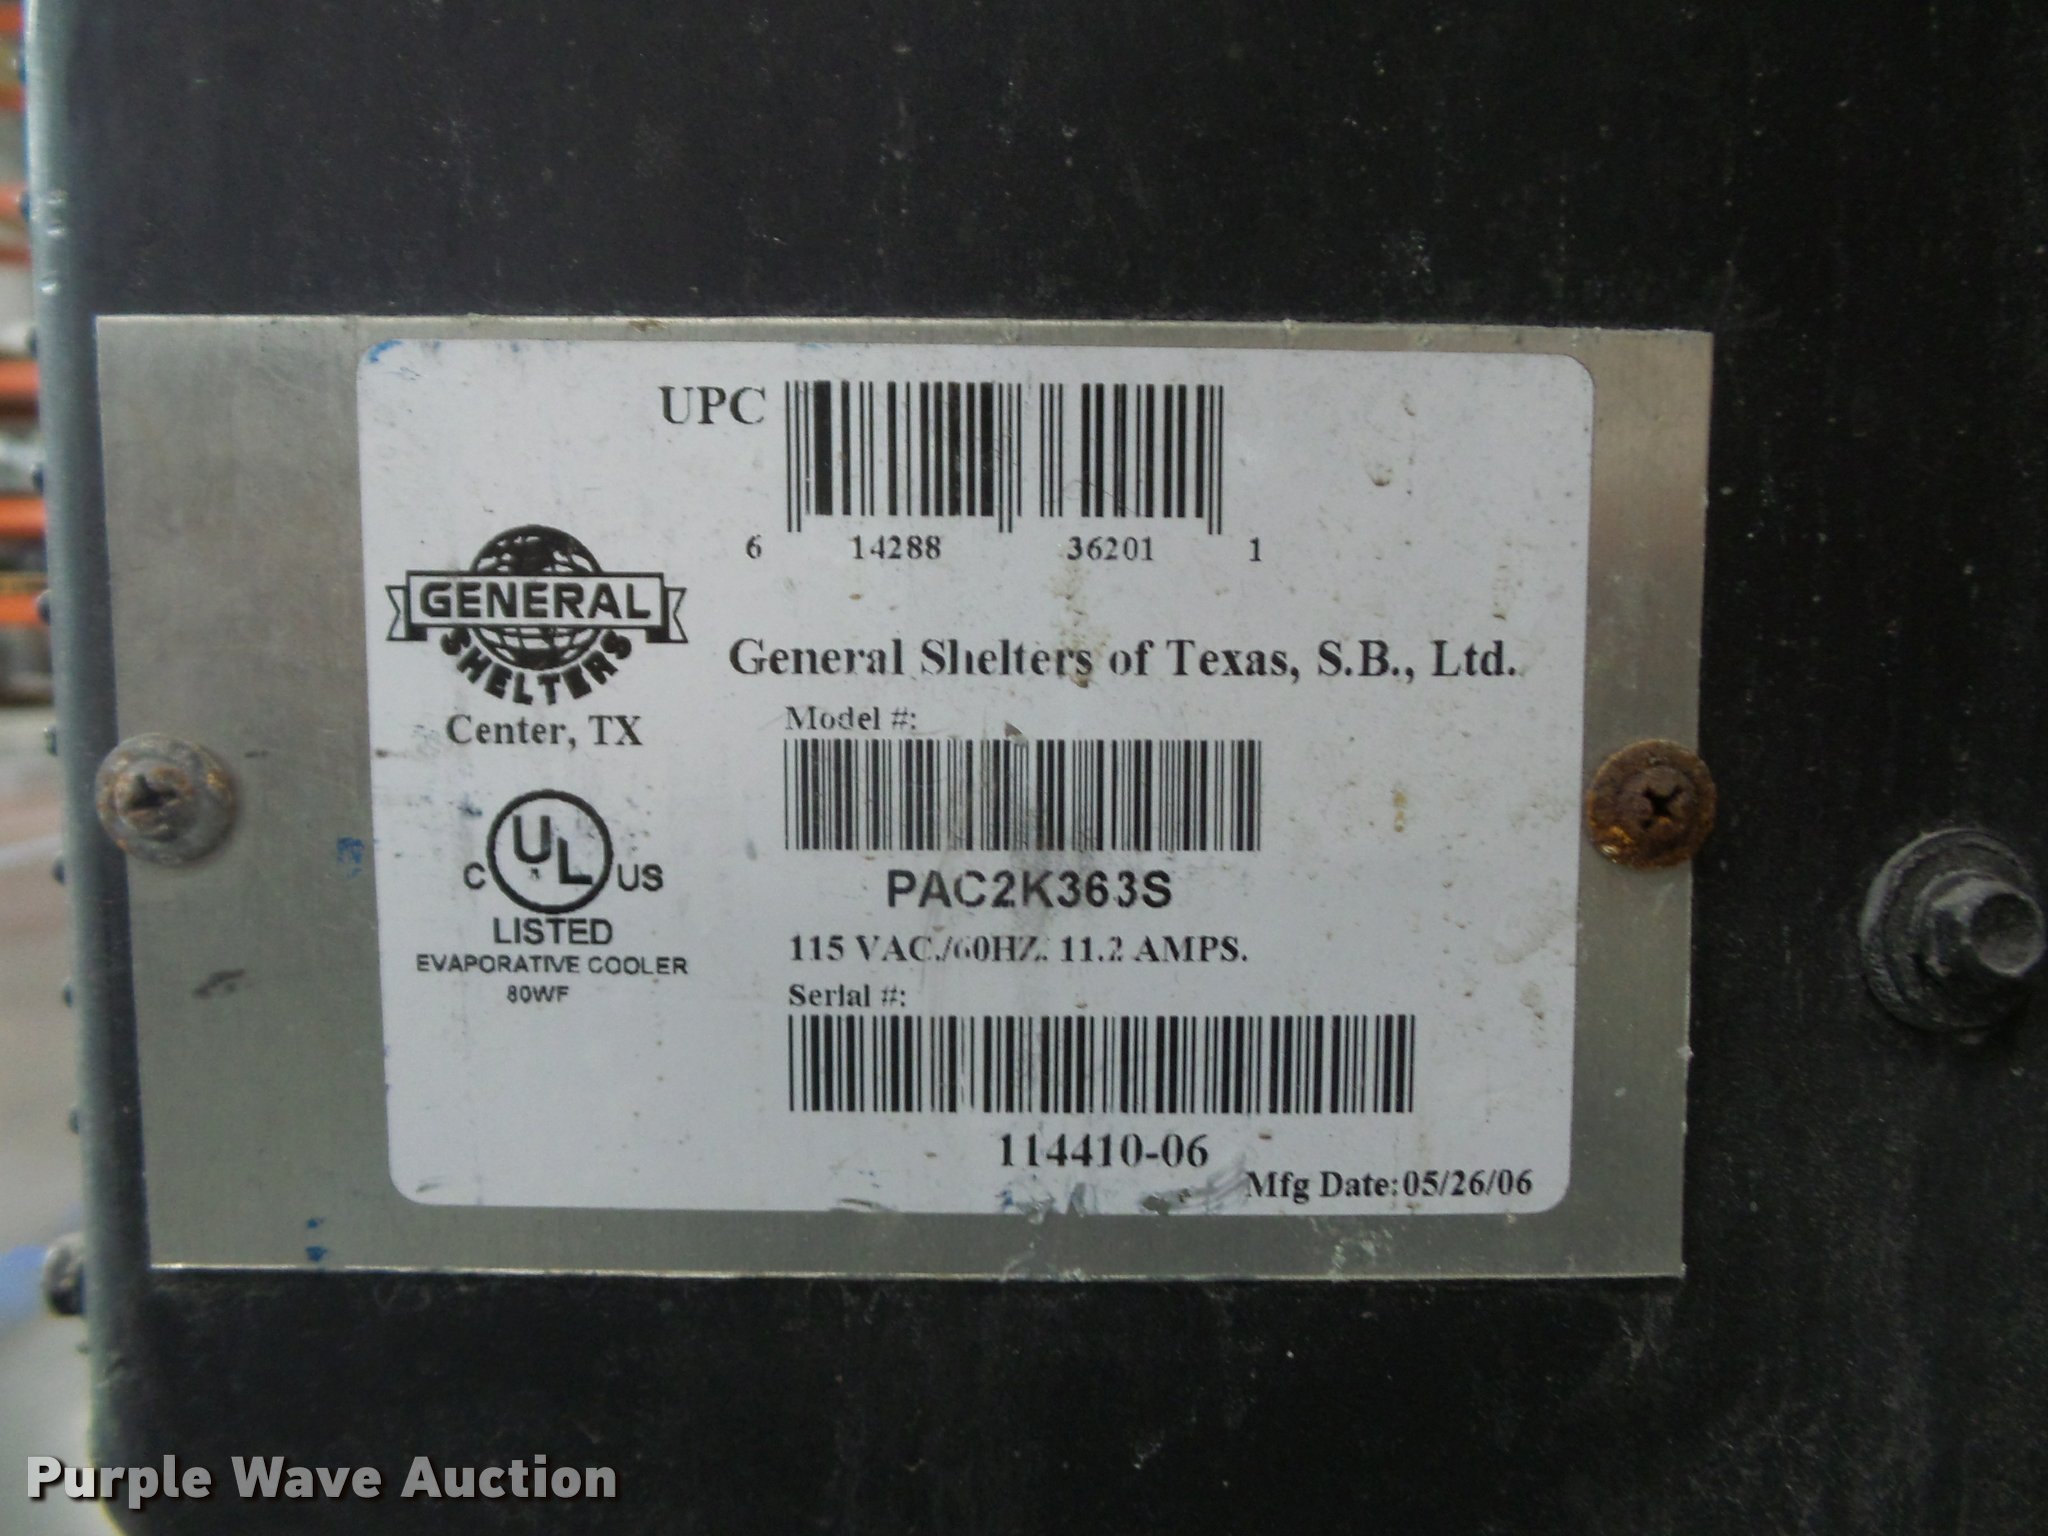 UPC
6 14288 36201 1
GENERAL
SHELTERS
Center, TX
General Shelters of Texas, S.B., Ltd.
Model #:
PAC2K363S
115 VAC./60HZ. 11.2 AMPS.
C UL US
LISTED
EVAPORATIVE COOLER
80WF
Serial #:
114410-06
Mfg Date:05/26/06
Purple Wave Auction